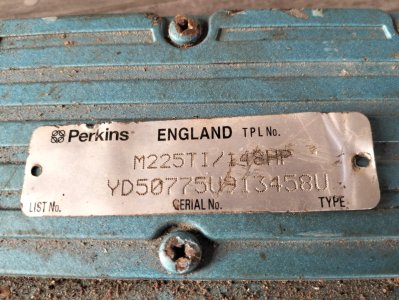 Perkins ENGLAND TPL No.
M225TI/148HP
YD50775U913458U
LIST No. SERIAL No. TYPE